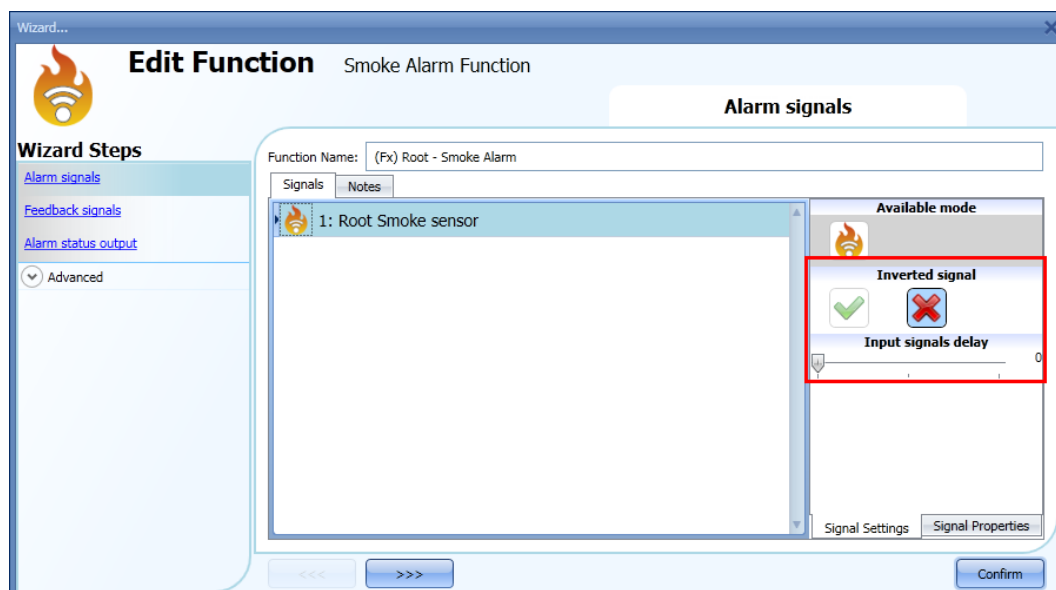 Wizard...
Edit Function Smoke Alarm Function
Alarm signals
Wizard Steps
Alarm signals
Feedback signals
Alarm status output
Advanced
Function Name: (Fx) Root - Smoke Alarm
Signals Notes
1: Root Smoke sensor
Available mode
Inverted signal
Input signals delay
0
Signal Settings Signal Properties
<<< >>> Confirm